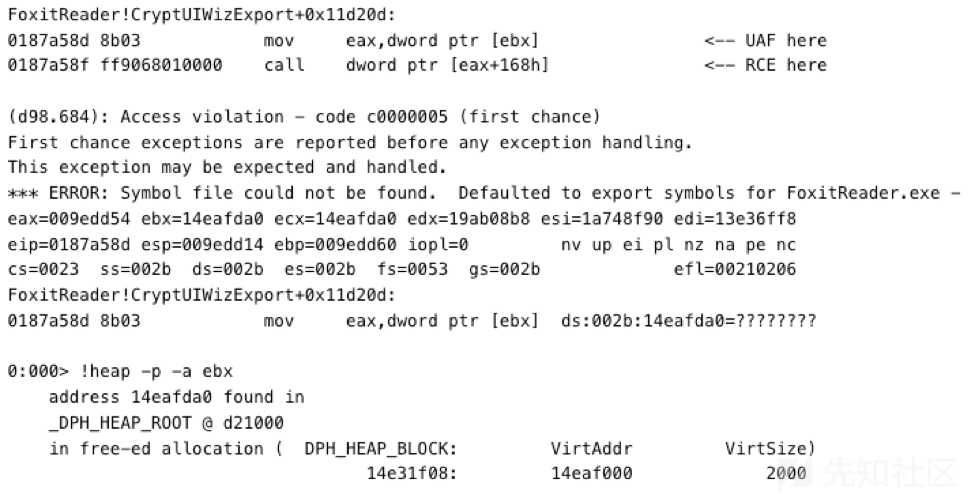 FoxitReader!CryptUIWizExport+0x11d20d:
0187a58d 8b03 mov eax,dword ptr [ebx] <-- UAF here
0187a58f ff9068010000 call dword ptr [eax+168h] <-- RCE here
(d98.684): Access violation - code c0000005 (first chance)
First chance exceptions are reported before any exception handling.
This exception may be expected and handled.
*** ERROR: Symbol file could not be found.  Defaulted to export symbols for FoxitReader.exe -
eax=009edd54 ebx=14eafda0 ecx=14eafda0 edx=19ab08b8 esi=1a748f90 edi=13e36ff8
eip=0187a58d esp=009edd14 ebp=009edd60 iopl=0 nv up ei pl nz na pe nc
cs=0023 ss=002b ds=002b es=002b fs=0053 gs=002b efl=00210206
FoxitReader!CryptUIWizExport+0x11d20d:
0187a58d 8b03 mov eax,dword ptr [ebx] ds:002b:14eafda0=????????
0:000> !heap -p -a ebx
address 14eafda0 found in
_DPH_HEAP_ROOT @ d21000
in free-ed allocation ( DPH_HEAP_BLOCK: VirtAddr VirtSize)
14e31f08: 14eaf000 2000
先知社区